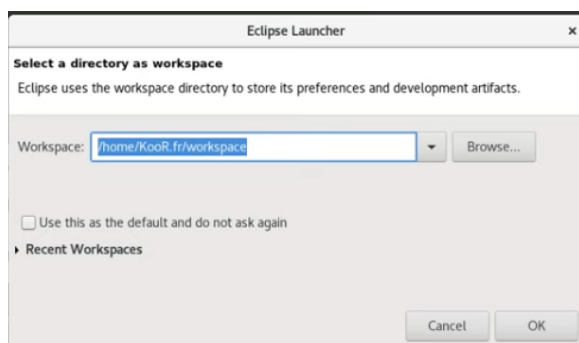 Eclipse Launcher
Select a directory as workspace
Eclipse uses the workspace directory to store its preferences and development artifacts.
Workspace: /home/KooR.fr/workspace Browse...
Use this as the default and do not ask again
Recent Workspaces
Cancel OK